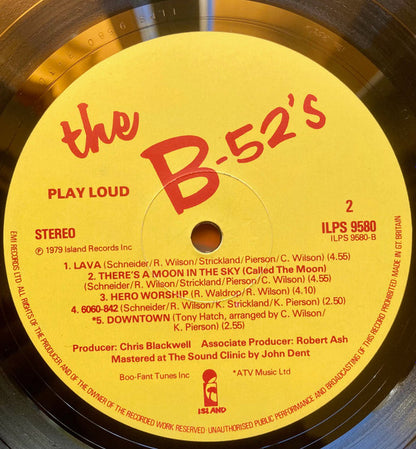 the
B-52's
PLAY LOUD
2
STEREO
ILPS 9580
℗ 1979 Island Records Inc
ILPS 9580-B
1. LAVA (Schneider/R. Wilson/Strickland/Pierson/C. Wilson) (4.55)
2. THERE'S A MOON IN THE SKY (Called The Moon)
(Schneider/R. Wilson/Strickland/Pierson/C. Wilson) (4.55)
3. HERO WORSHIP (R. Waldrop/R. Wilson) (4.10)
4. 6060-842 (Schneider/R. Wilson/K. Strickland/K. Pierson) (2.50)
*5. DOWNTOWN (Tony Hatch, arranged by C. Wilson/
K. Pierson) (2.55)
Producer: Chris Blackwell Associate Producer: Robert Ash
Mastered at The Sound Clinic by John Dent
Boo-Fant Tunes Inc
*ATV Music Ltd
ISLAND
EMI RECORDS LTD. ALL RIGHTS OF THE PRODUCER AND OF THE OWNER OF THE RECORDED WORK RESERVED · UNAUTHORISED PUBLIC PERFORMANCE AND BROADCASTING OF THIS RECORD PROHIBITED. MADE IN GT. BRITAIN